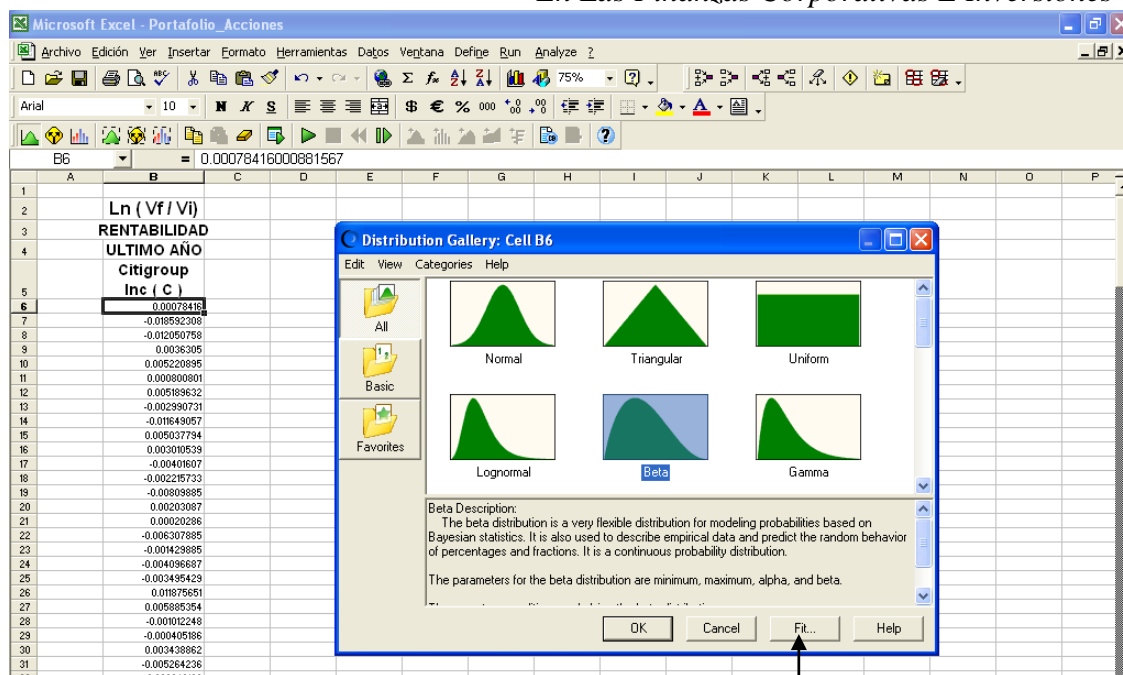 En Las Finanzas Corporativas E Inversiones
Microsoft Excel - Portafolio_Acciones
Archivo Edición Ver Insertar Formato Herramientas Datos Ventana Define Run Analyze ?
75%
Arial 10 N K S $ € % 000
B6 = 0.00078416000881567
A B C D E F G H I J K L M N O P
1
2 Ln ( Vf / Vi)
3 RENTABILIDAD
4 ULTIMO AÑO
Citigroup
5 Inc ( C )
6 0.00078416
7 -0.018592308
8 -0.012050758
9 0.0036305
10 0.005220895
11 0.000800801
12 0.005189632
13 -0.002990731
14 -0.011649057
15 0.005037794
16 0.003010539
17 -0.00401607
18 -0.002215733
19 -0.00809885
20 0.00203087
21 0.00020286
22 -0.006307885
23 -0.001429885
24 -0.004096687
25 -0.003495429
26 0.011875651
27 0.005885354
28 -0.001012248
29 -0.000405186
30 0.003438862
31 -0.005264236
Distribution Gallery: Cell B6
Edit View Categories Help
All
Basic
Favorites
Normal Triangular Uniform
Lognormal Beta Gamma
Beta Description:
The beta distribution is a very flexible distribution for modeling probabilities based on
Bayesian statistics. It is also used to describe empirical data and predict the random behavior
of percentages and fractions. It is a continuous probability distribution.
The parameters for the beta distribution are minimum, maximum, alpha, and beta.
OK Cancel Fit... Help